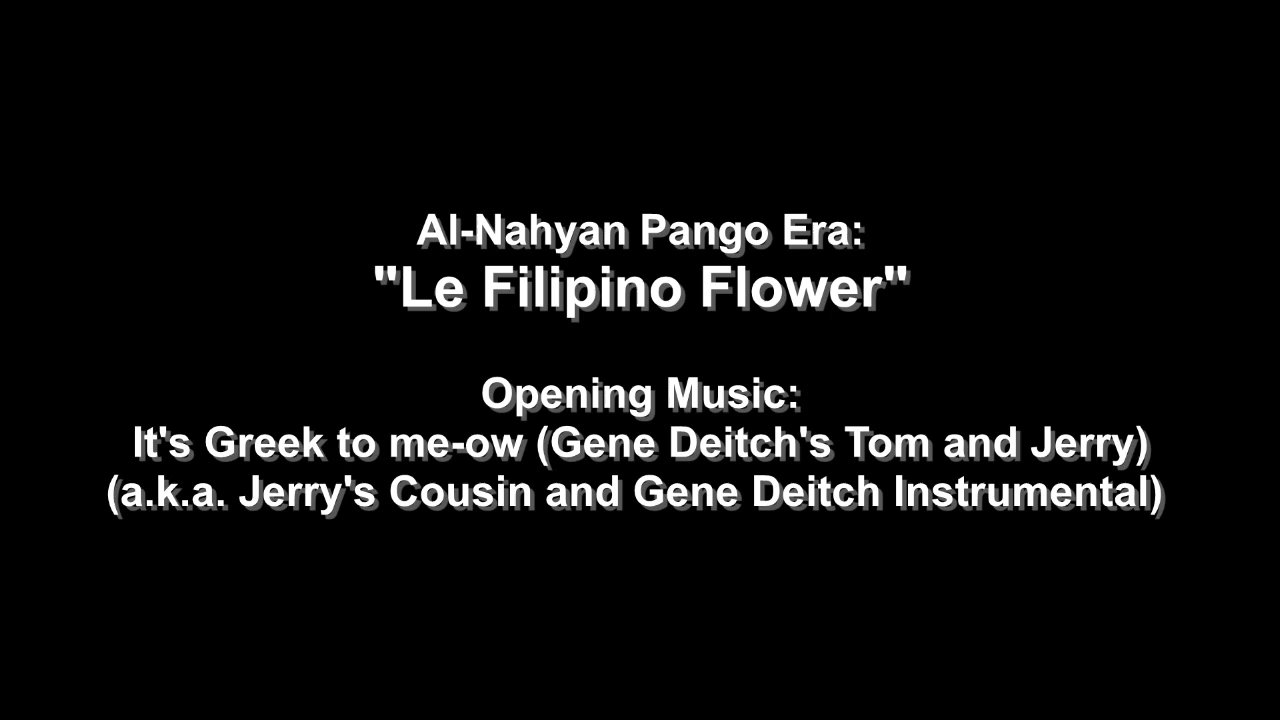 Al-Nahyan Pango Era:
"Le Filipino Flower"
Opening Music:
It's Greek to me-ow (Gene Deitch's Tom and Jerry)
(a.k.a. Jerry's Cousin and Gene Deitch Instrumental)